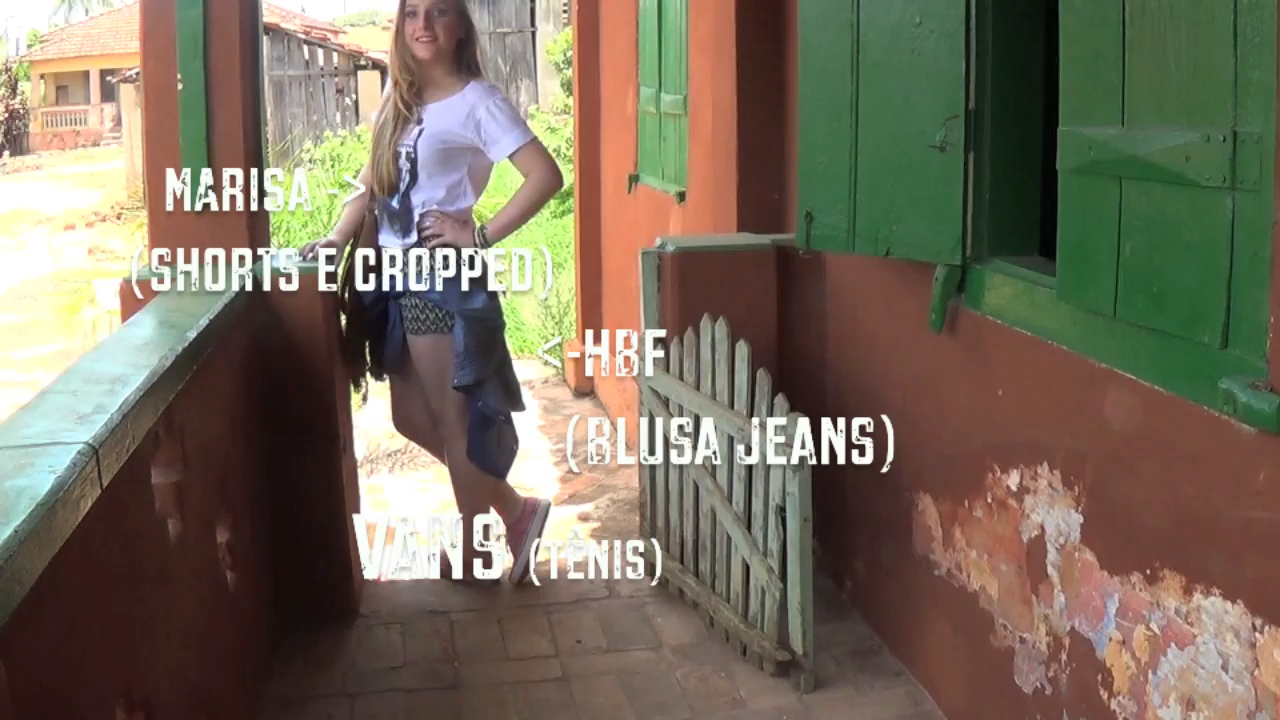 MARISA ->
(SHORTS E CROPPED)
<-HBF
(BLUSA JEANS)
VANS (TÊNIS)